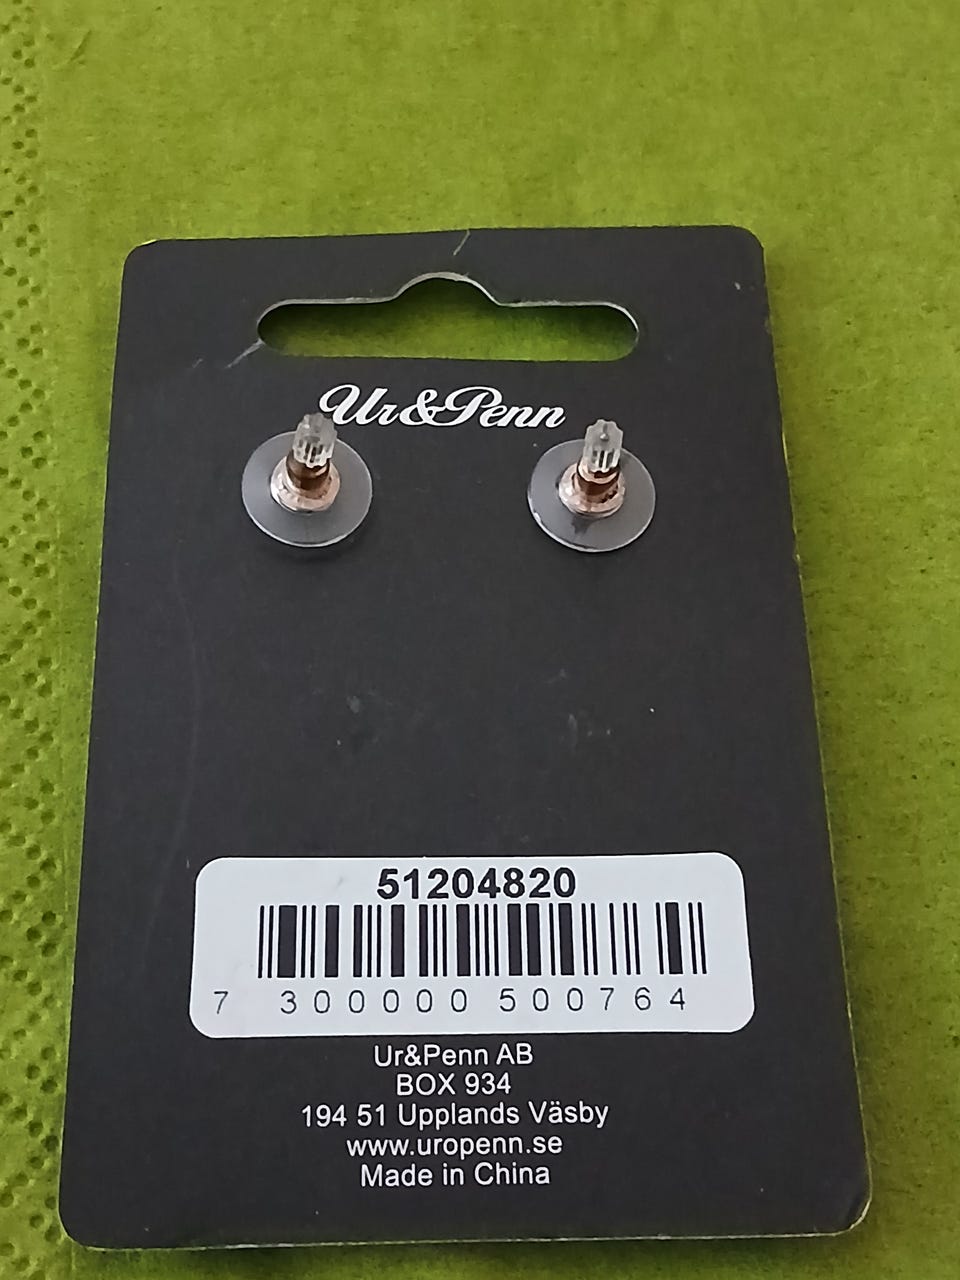 Ur&Penn
51204820
7 300000 500764
Ur&Penn AB
BOX 934
194 51 Upplands Väsby
www.uropenn.se
Made in China